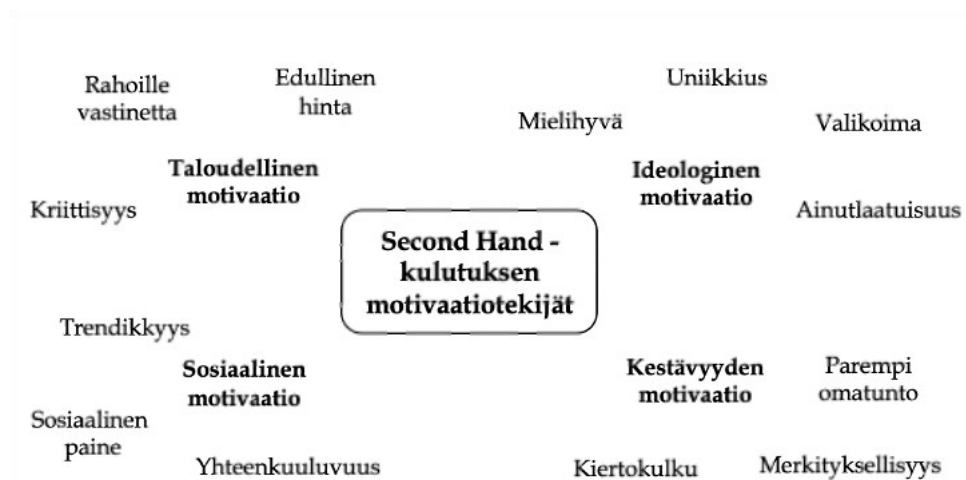 Rahoille
vastinetta
Edullinen
hinta
Uniikkius
Mielihyvä
Valikoima
Taloudellinen
motivaatio
Ideologinen
motivaatio
Kriittisyys
Ainutlaatuisuus
Second Hand -
kulutuksen
motivaatiotekijät
Trendikkyys
Sosiaalinen
motivaatio
Kestävyyden
motivaatio
Parempi
omatunto
Sosiaalinen
paine
Yhteenkuuluvuus
Kiertokulku
Merkityksellisyys